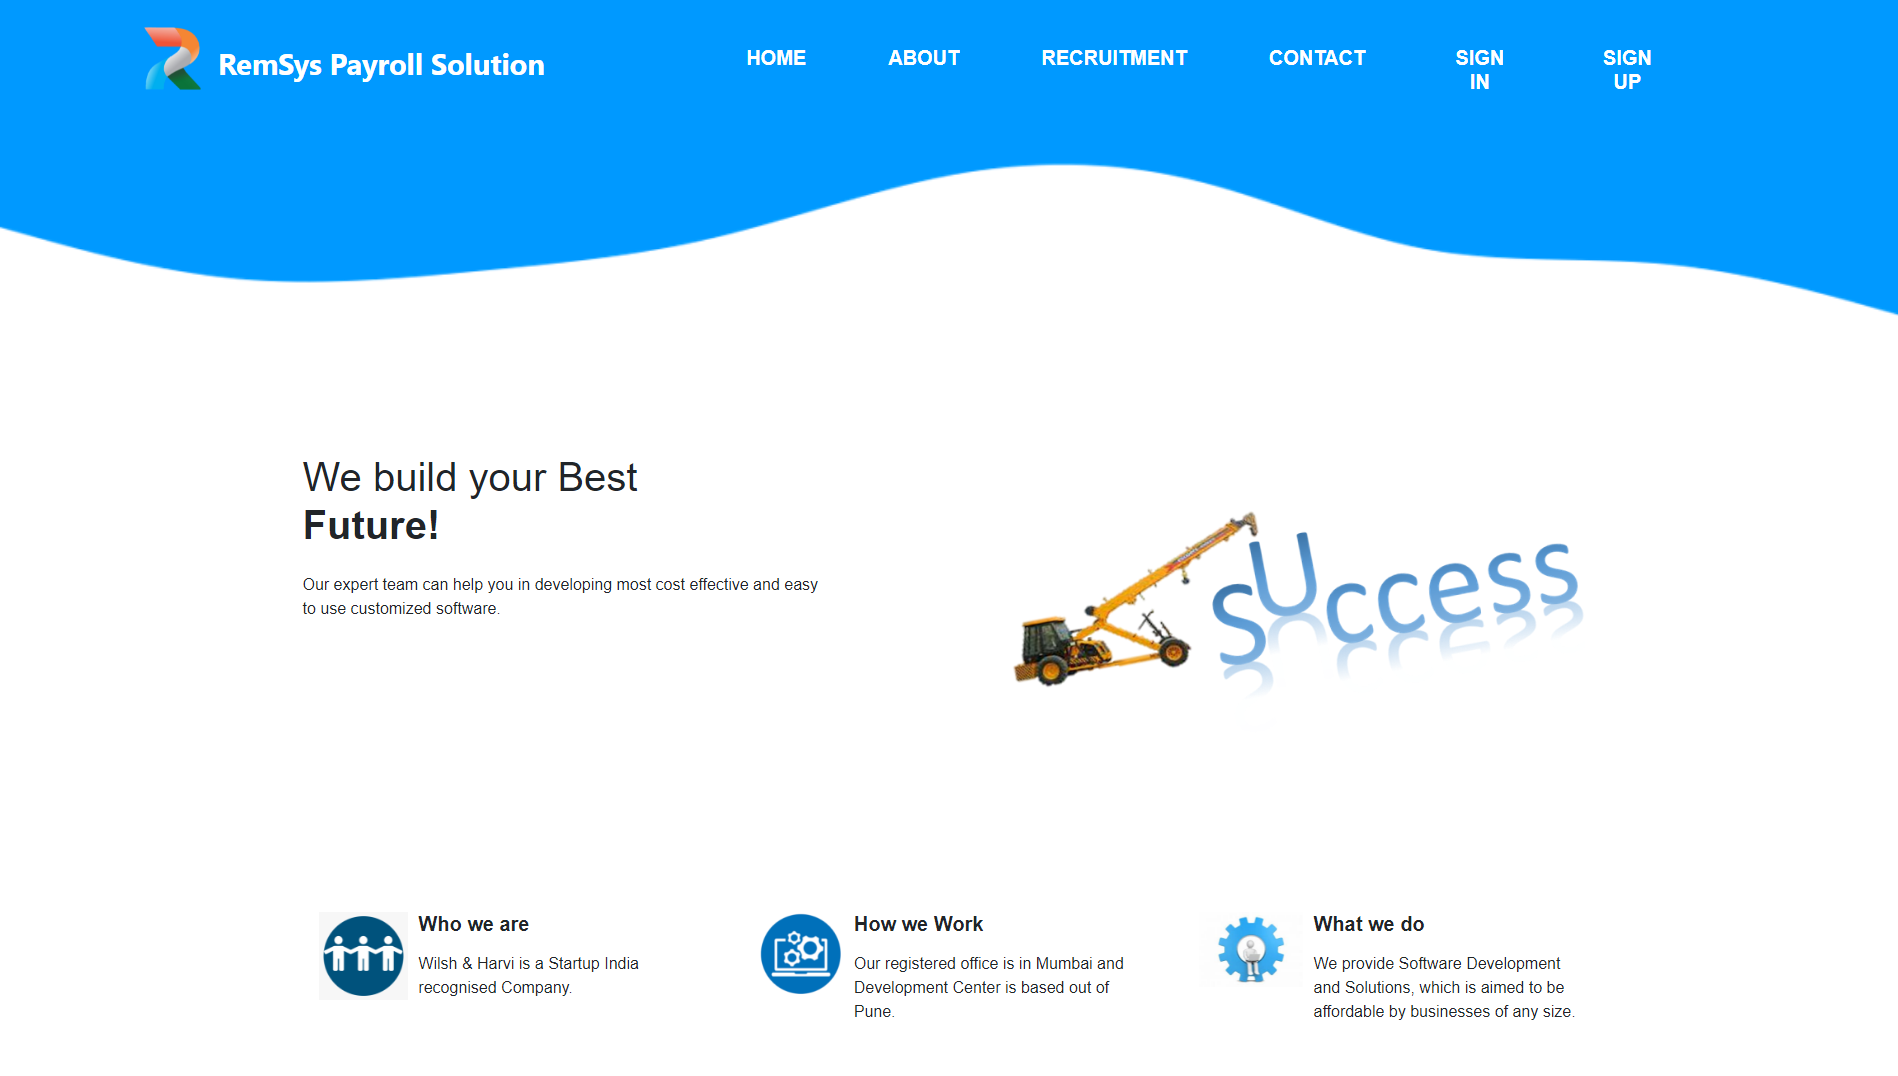 RemSys Payroll Solution
HOME
ABOUT
RECRUITMENT
CONTACT
SIGN
IN
SIGN
UP
We build your Best
Future!
Our expert team can help you in developing most cost effective and easy
to use customized software.
sUccess
Who we are
Wilsh & Harvi is a Startup India
recognised Company.
How we Work
Our registered office is in Mumbai and
Development Center is based out of
Pune.
What we do
We provide Software Development
and Solutions, which is aimed to be
affordable by businesses of any size.